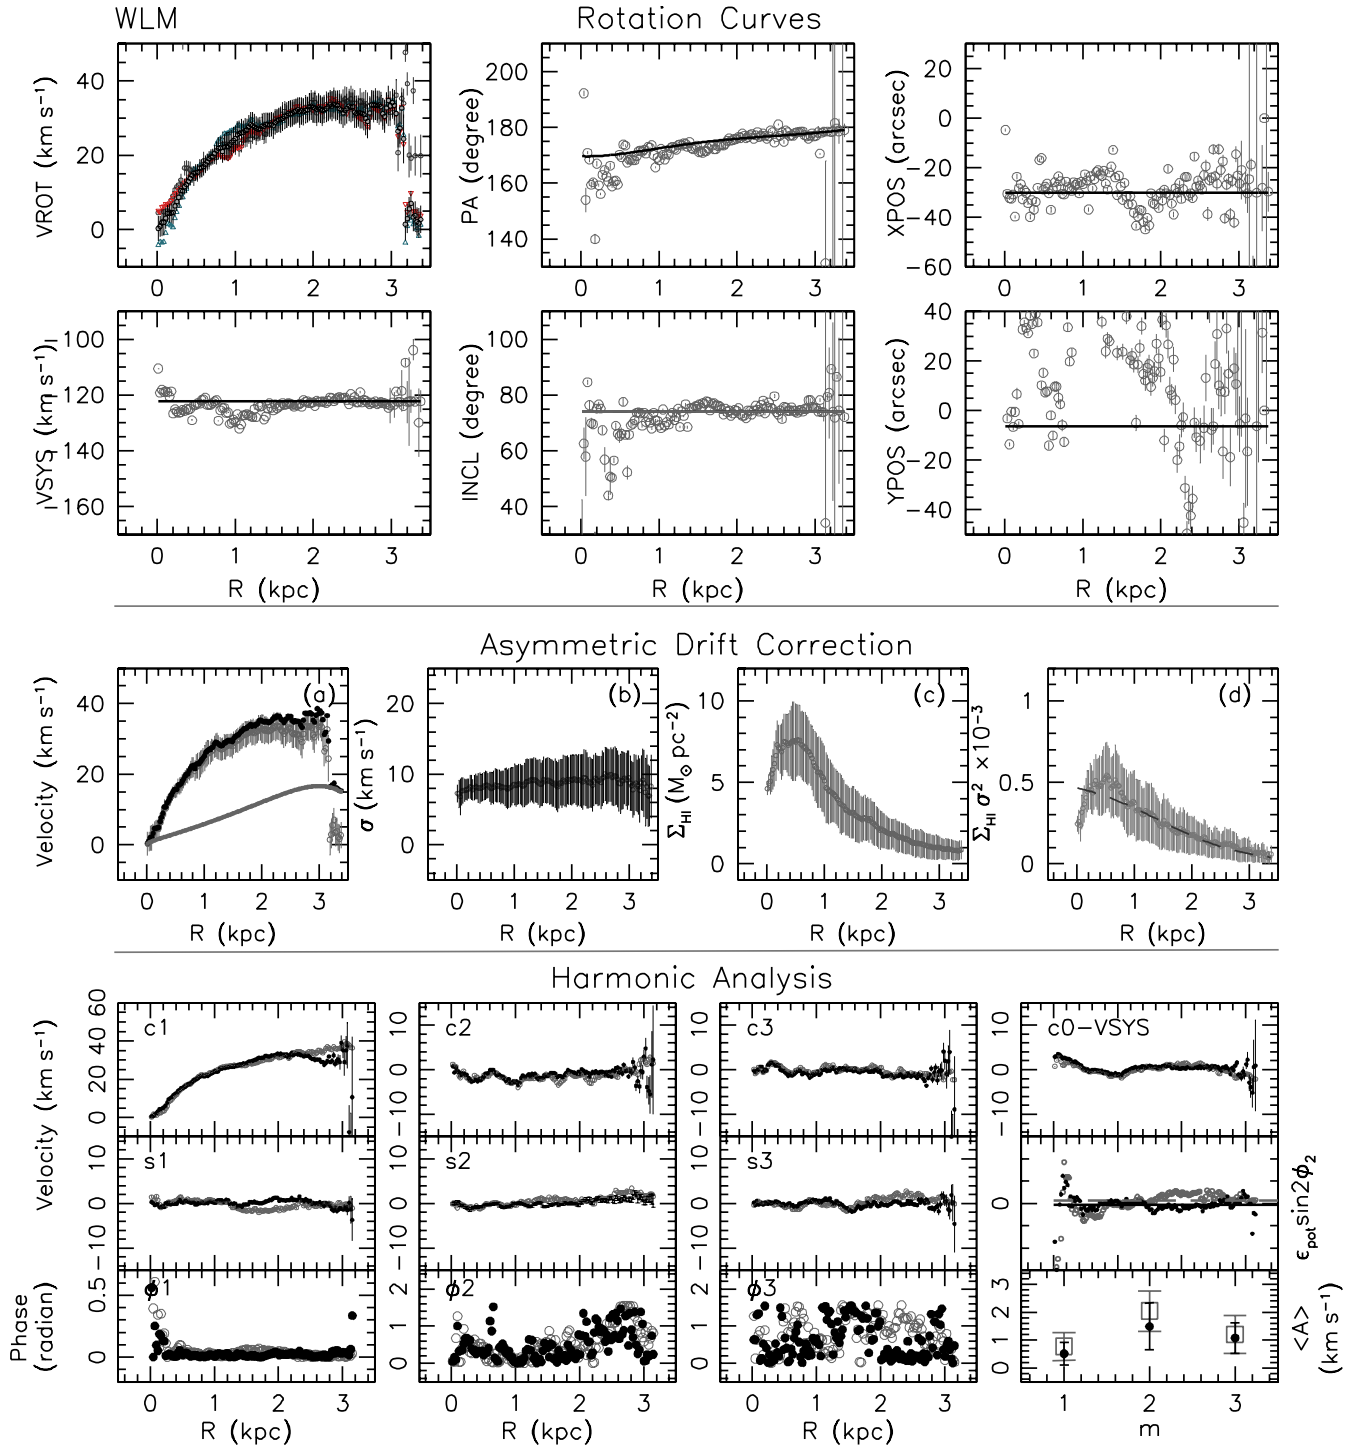 WLM Rotation Curves
VROT (km s−1)
40
20
0
0 1 2 3
PA (degree)
200
180
160
140
0 1 2 3
XPOS (arcsec)
20
0
−20
−40
−60
0 1 2 3
VSYS (km s−1)
100
120
140
160
0 1 2 3
R (kpc)
INCL (degree)
100
80
60
40
0 1 2 3
R (kpc)
YPOS (arcsec)
40
20
0
−20
−40
0 1 2 3
R (kpc)
Asymmetric Drift Correction
Velocity (km s−1)
40
20
0
(a)
0 1 2 3
R (kpc)
σ (km s−1)
20
10
0
(b)
0 1 2 3
R (kpc)
ΣHI (M⊙ pc−2)
10
5
0
(c)
0 1 2 3
R (kpc)
ΣHI σ2 ×10−3
1
0.5
0
(d)
0 1 2 3
R (kpc)
Harmonic Analysis
Velocity (km s−1)
60
40
20
0
c1
10
0
−10
c2
10
0
−10
c3
10
0
−10
c0−VSYS
Velocity (km s−1)
10
0
−10
s1
10
0
−10
s2
10
0
−10
s3
0
ϵpot sin2ϕ2
Phase
(radian)
0.5
0
ϕ1
0 1 2 3
R (kpc)
2
1
0
ϕ2
0 1 2 3
R (kpc)
2
1
0
ϕ3
0 1 2 3
R (kpc)
3
2
1
0
<A>
(km s−1)
1 2 3
m